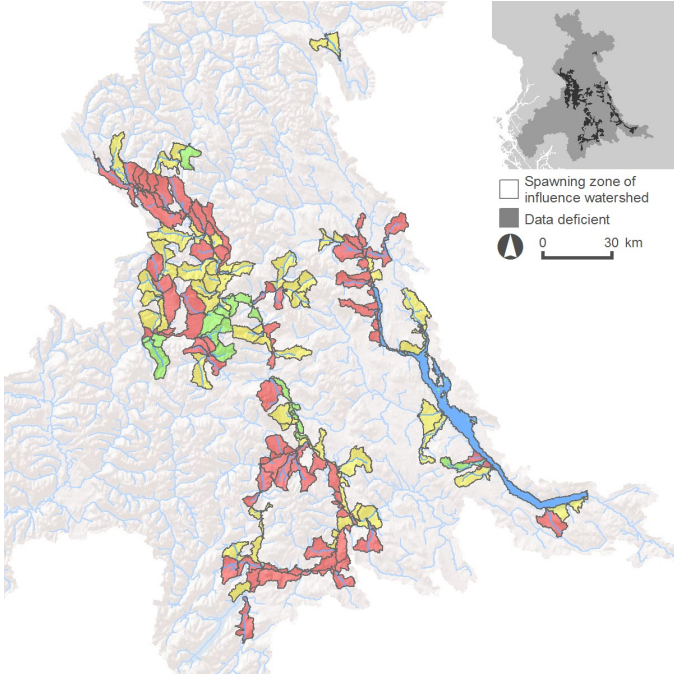 Spawning zone of
influence watershed
Data deficient
0 30 km